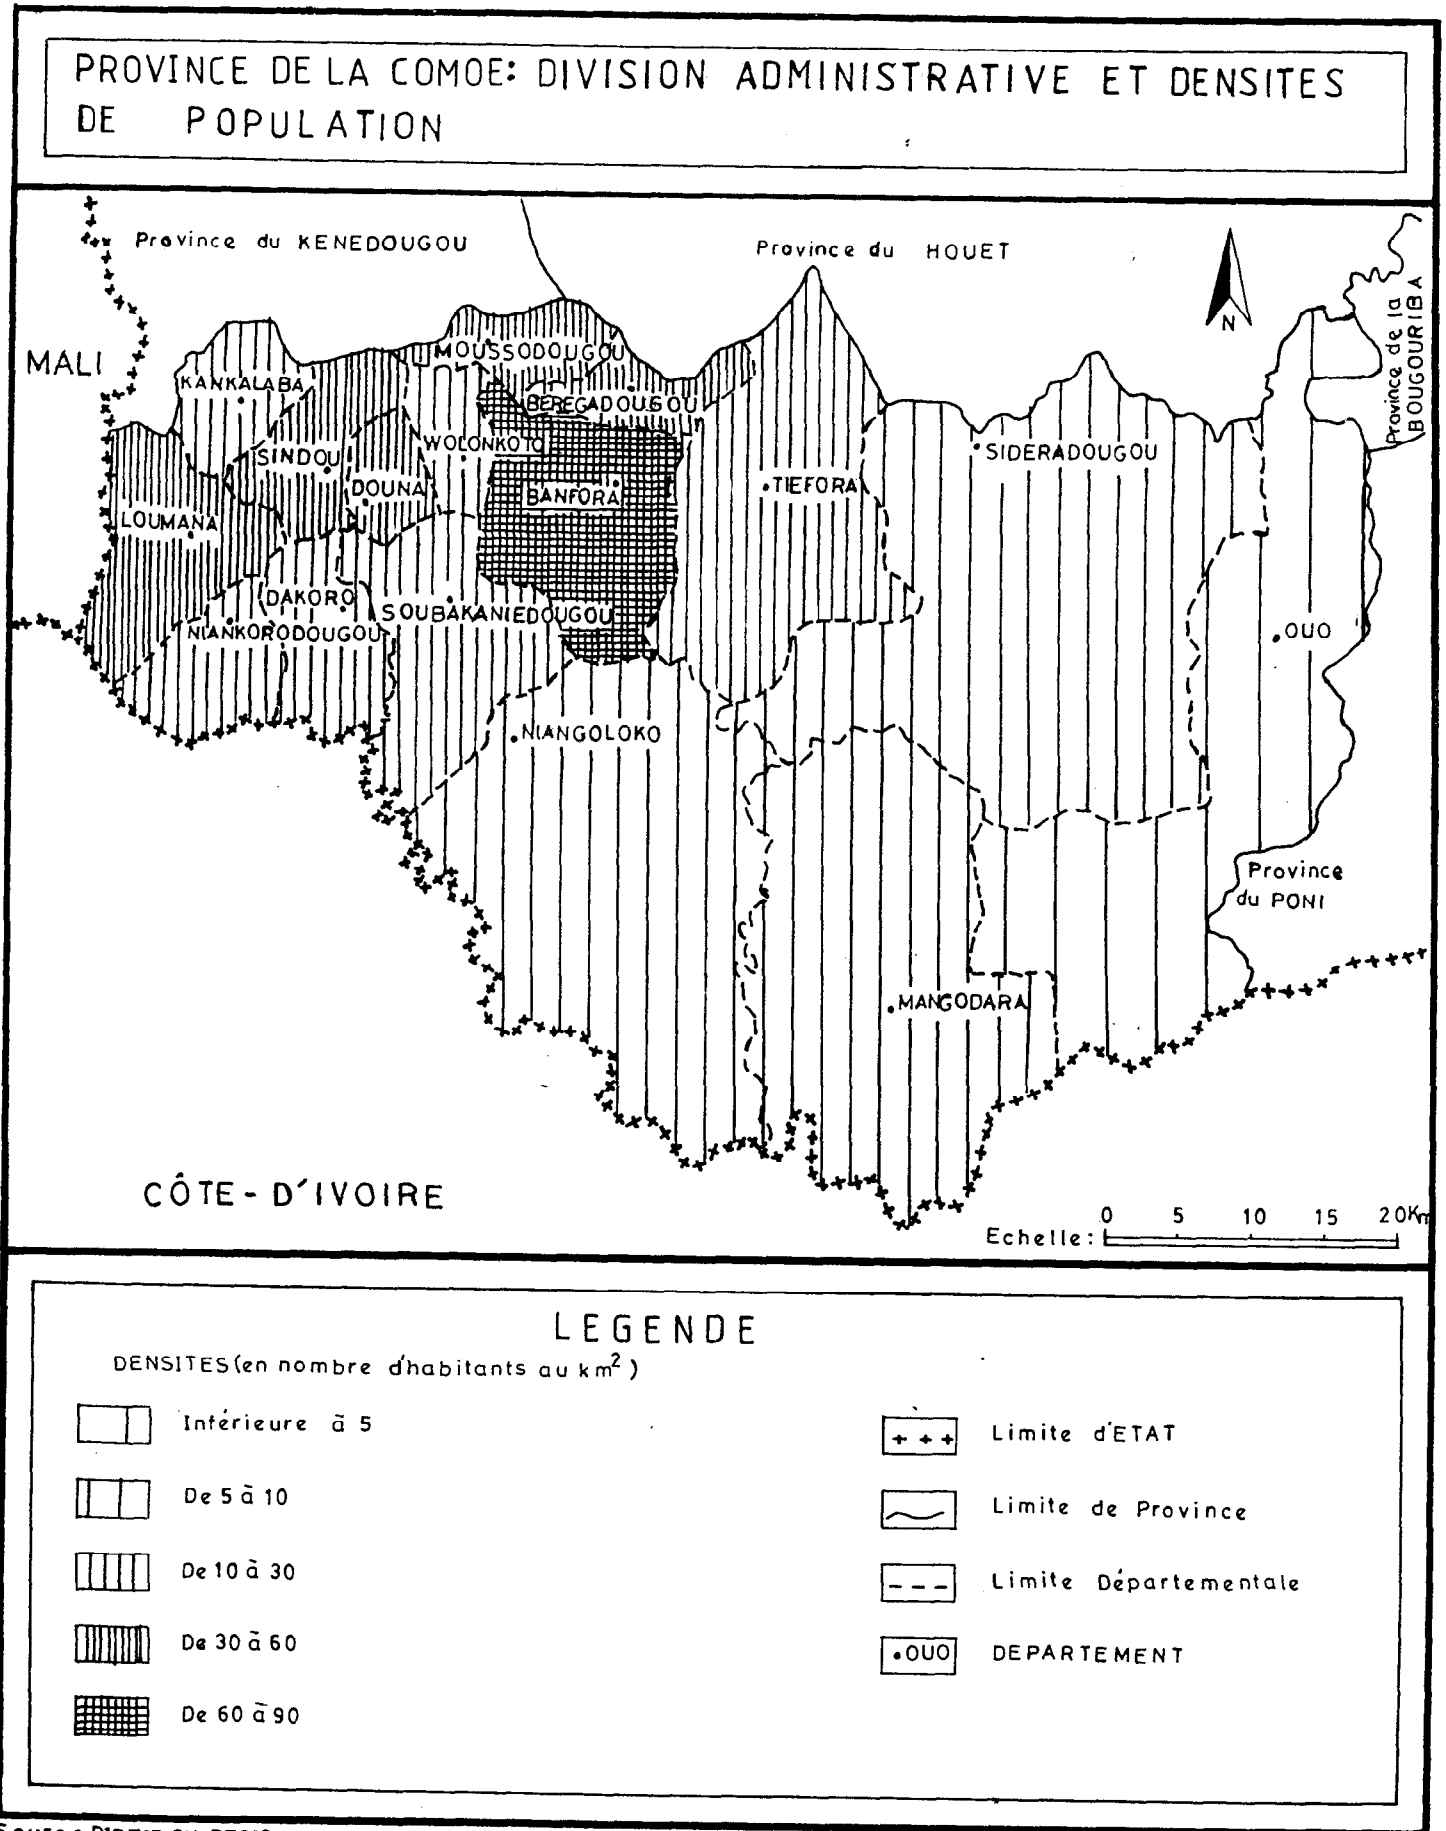 PROVINCE DE LA COMOE: DIVISION ADMINISTRATIVE ET DENSITES
DE POPULATION
Province du KENEDOUGOU
Province du HOUET
Province de la
BOUGOURIBA
N
MALI
MOUSSODOUGOU
KANKALABA
BEREGADOUGOU
WOLONKOTO
SIDERADOUGOU
SINDOU
DOUNA
BANFORA
TIEFORA
LOUMANA
DAKORO
SOUBAKANIEDOUGOU
NIANKORODOUGOU
OUO
NIANGOLOKO
Province
du PONI
MANGODARA
CÔTE-D'IVOIRE
0 5 10 15 20Km
Echelle:
LEGENDE
DENSITES (en nombre d'habitants au km²)
Inférieure à 5
De 5 à 10
De 10 à 30
De 30 à 60
De 60 à 90
Limite d'ETAT
Limite de Province
Limite Départementale
OUO DEPARTEMENT